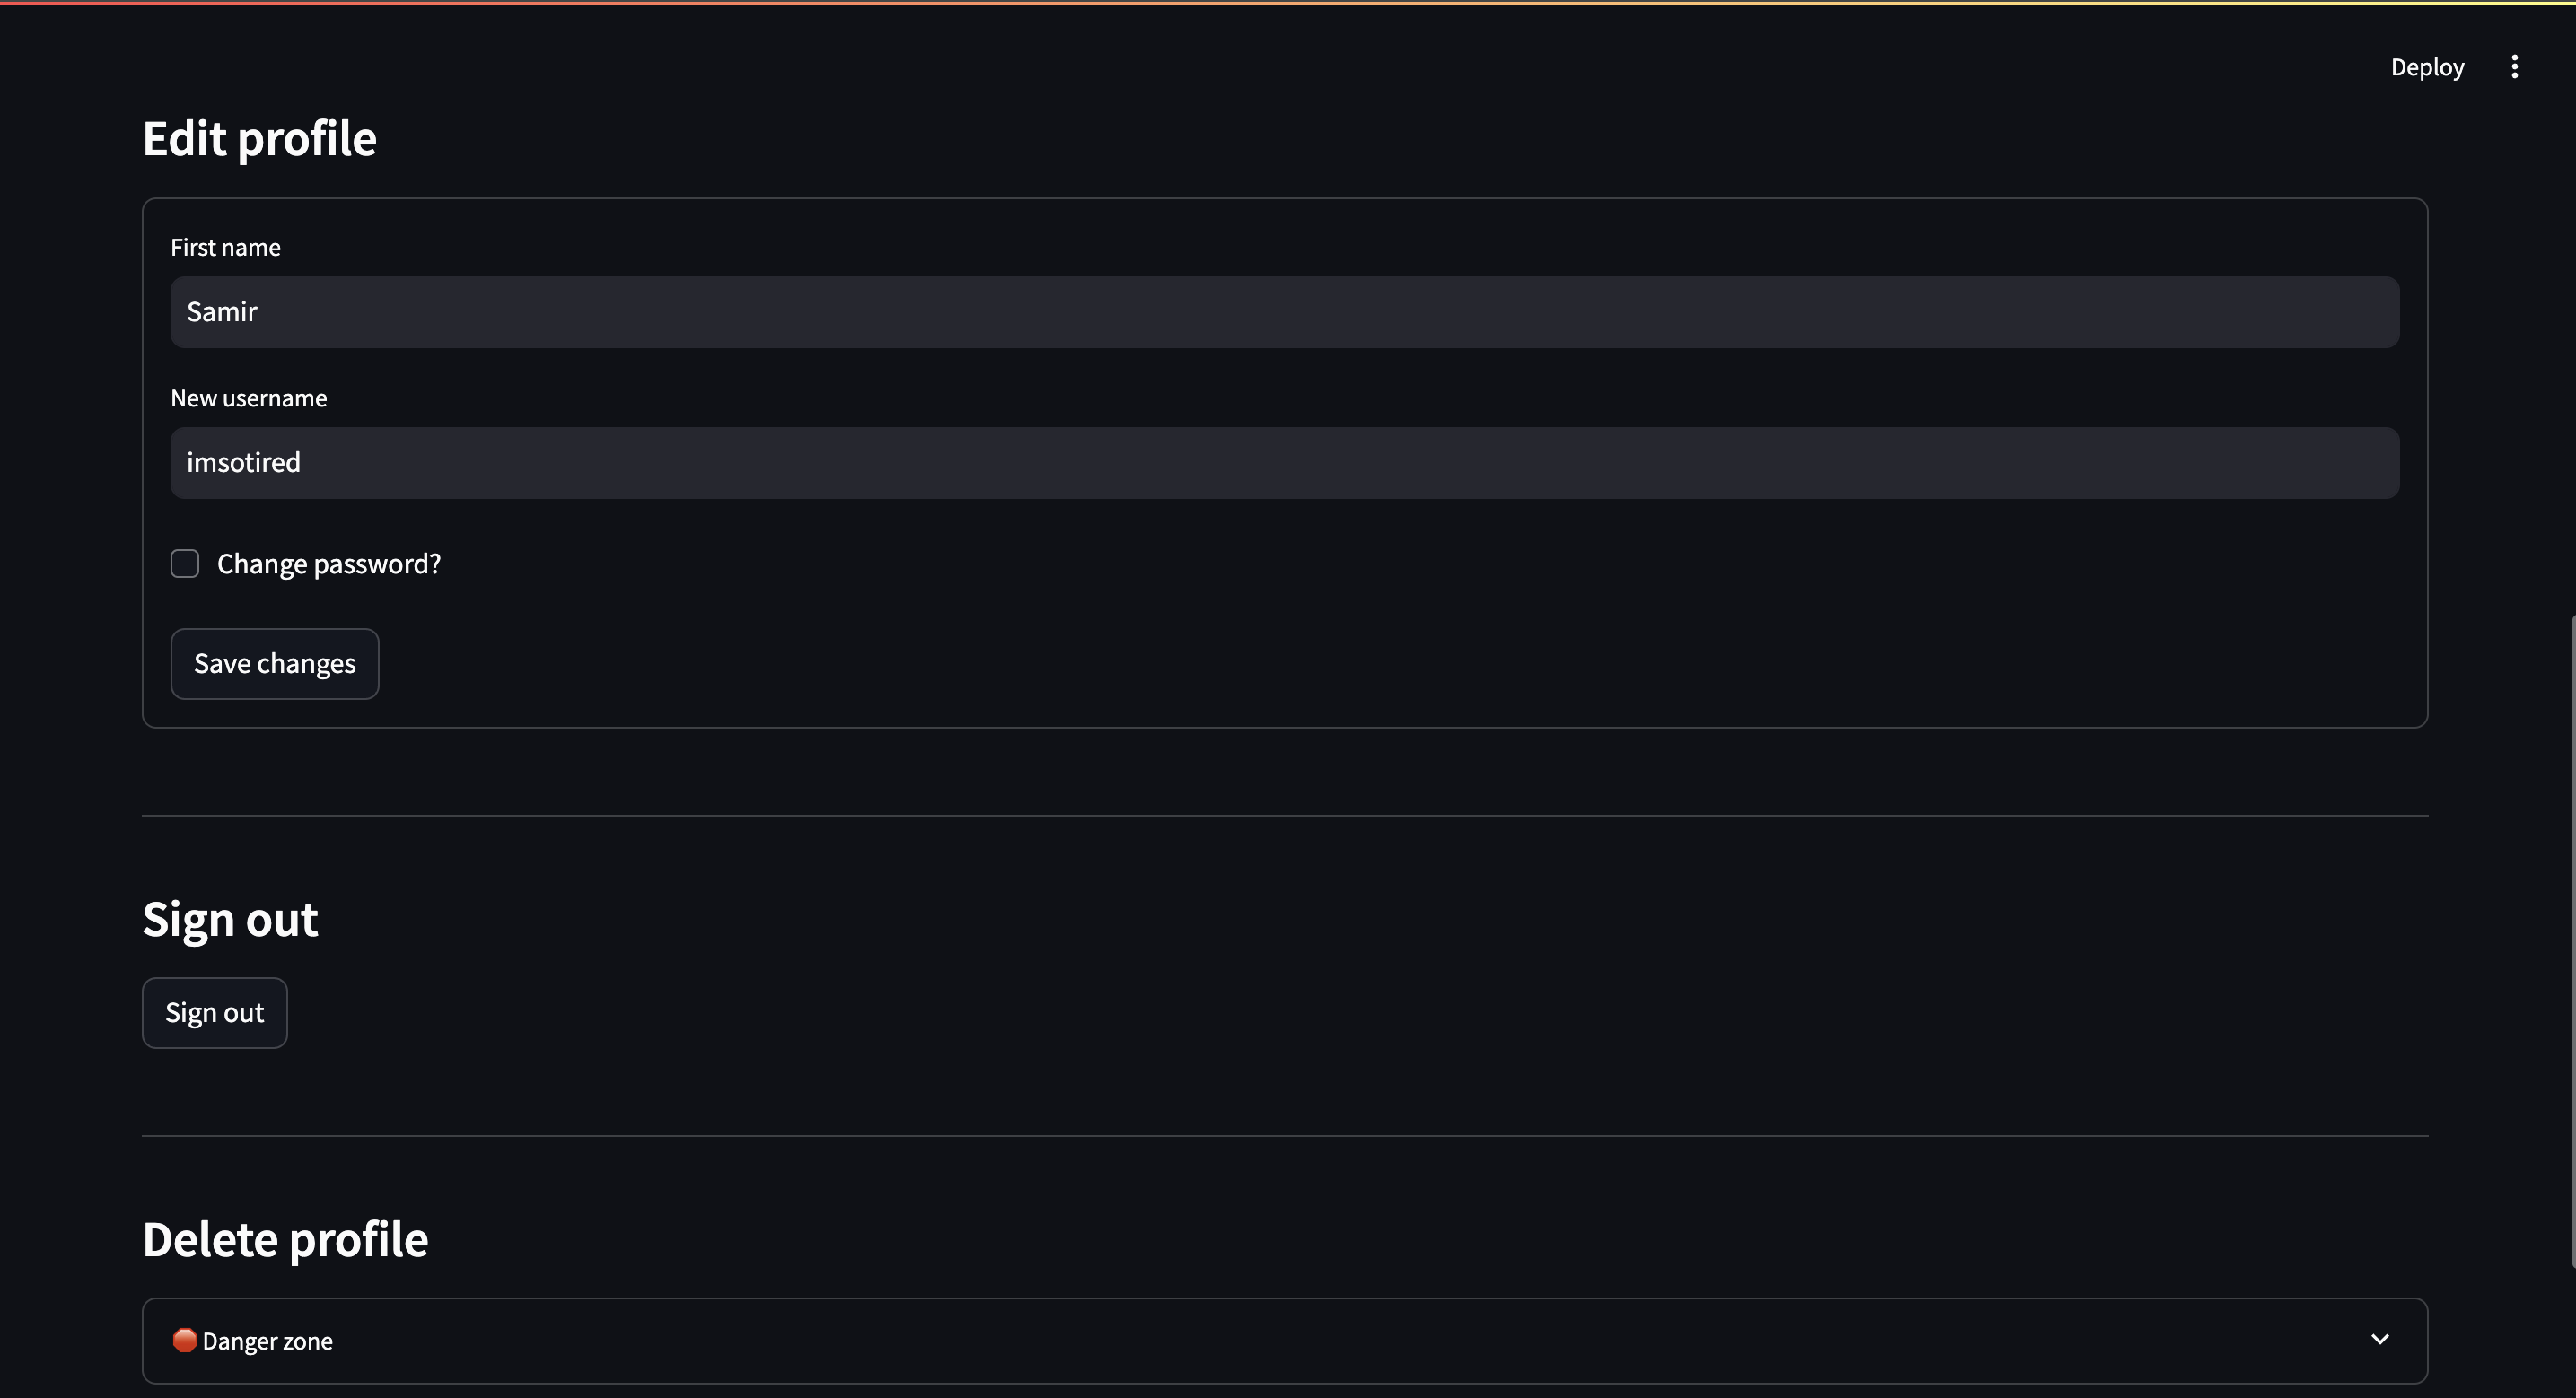 Deploy
Edit profile
First name
Samir
New username
imsotired
Change password?
Save changes
Sign out
Sign out
Delete profile
Danger zone